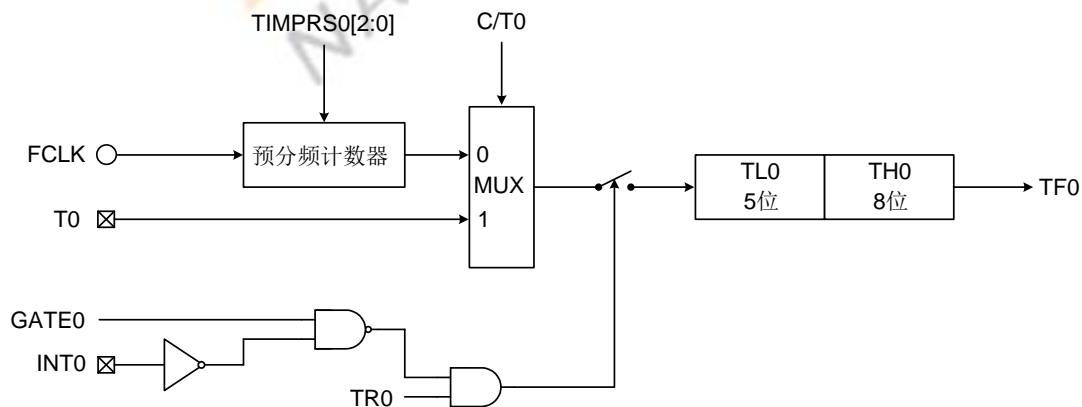 TIMPRS0[2:0]
C/T0
FCLK
预分频计数器
0
MUX
1
T0
TL0
5位
TH0
8位
TF0
GATE0
INT0
TR0